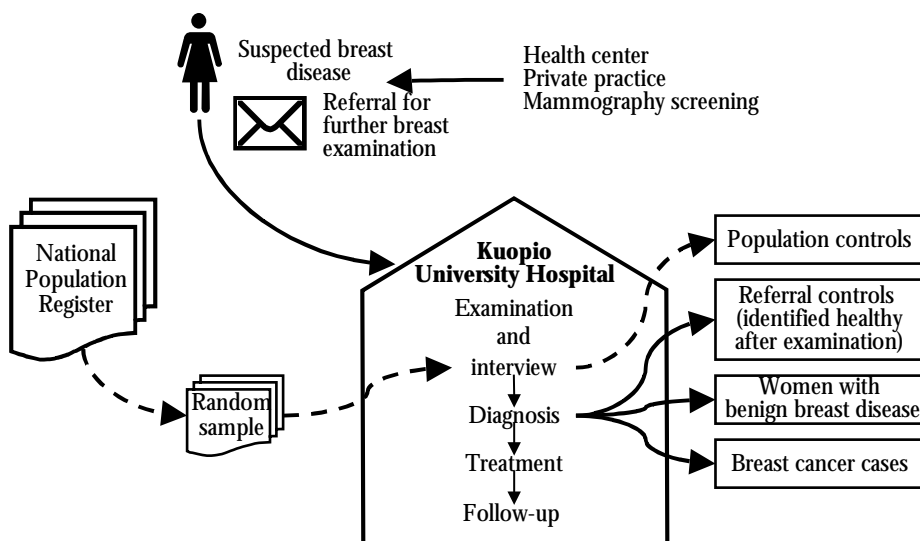 Suspected breast
disease
Referral for
further breast
examination
Health center
Private practice
Mammography screening
National
Population
Register
Random
sample
Kuopio
University Hospital
Examination
and
interview
Diagnosis
Treatment
Follow-up
Population controls
Referral controls
(identified healthy
after examination)
Women with
benign breast disease
Breast cancer cases